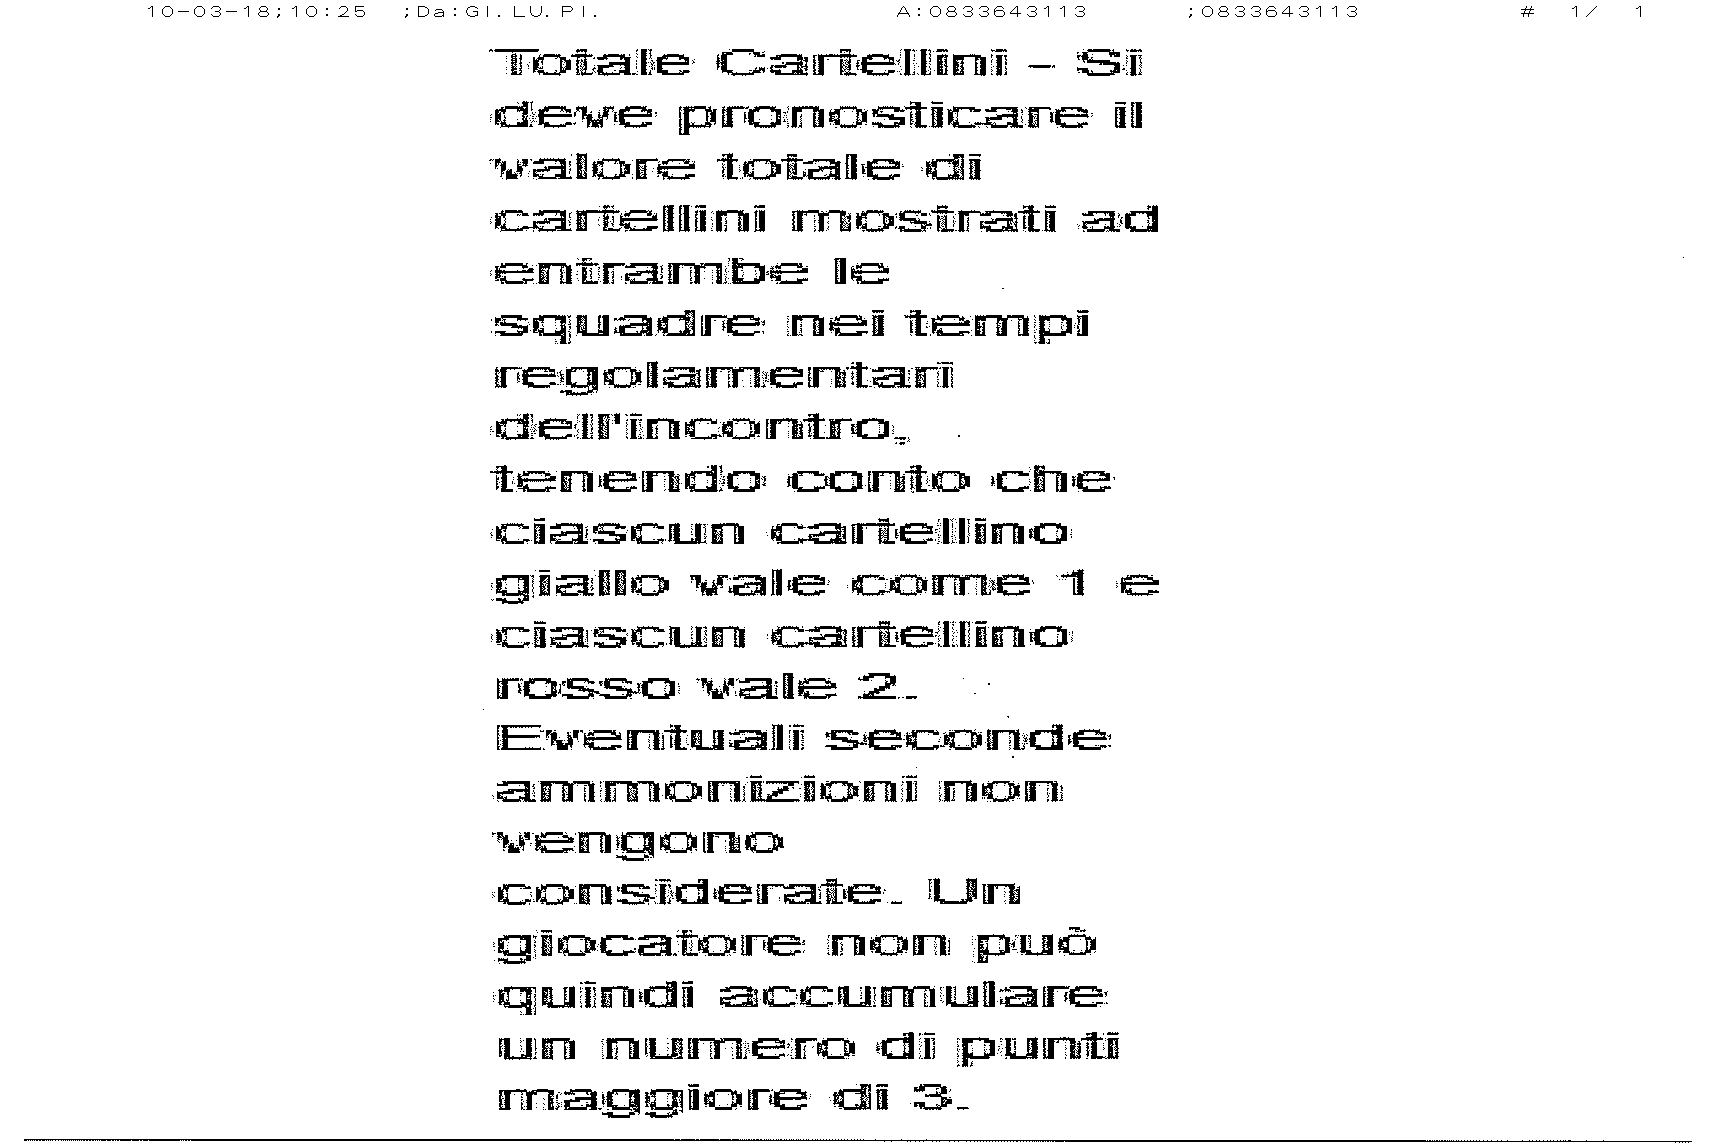 10-03-18;10:25 ;Da:GI.LU.PI. A:0833643113 ;0833643113 # 1/ 1
Totale Cartellini - Si
deve pronosticare il
valore totale di
cartellini mostrati ad
entrambe le
squadre nei tempi
regolamentari
dell'incontro,
tenendo conto che
ciascun cartellino
giallo vale come 1 e
ciascun cartellino
rosso vale 2.
Eventuali seconde
ammonizioni non
vengono
considerate. Un
giocatore non può
quindi accumulare
un numero di punti
maggiore di 3.